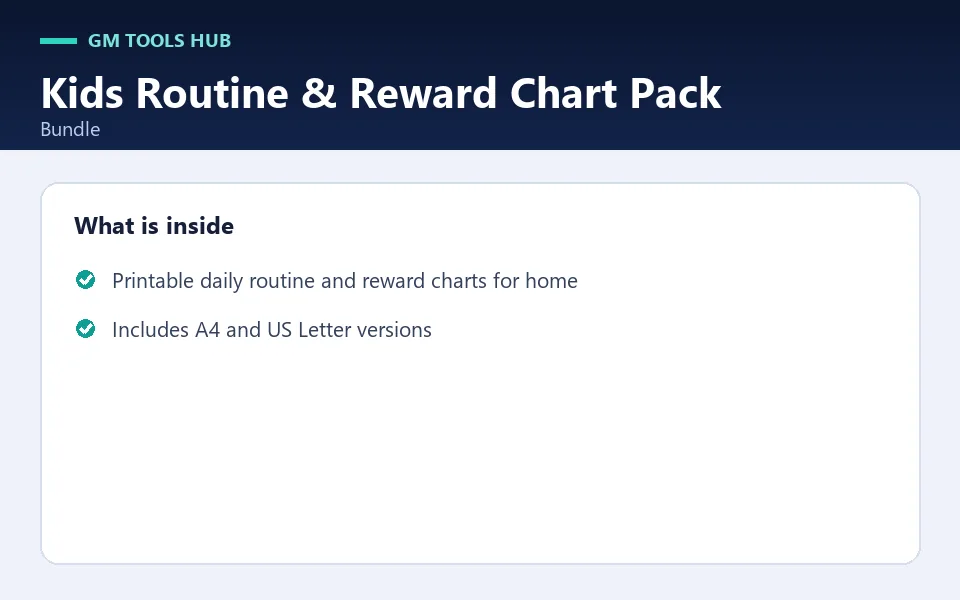 GM TOOLS HUB
Kids Routine & Reward Chart Pack
Bundle
What is inside
Printable daily routine and reward charts for home
Includes A4 and US Letter versions